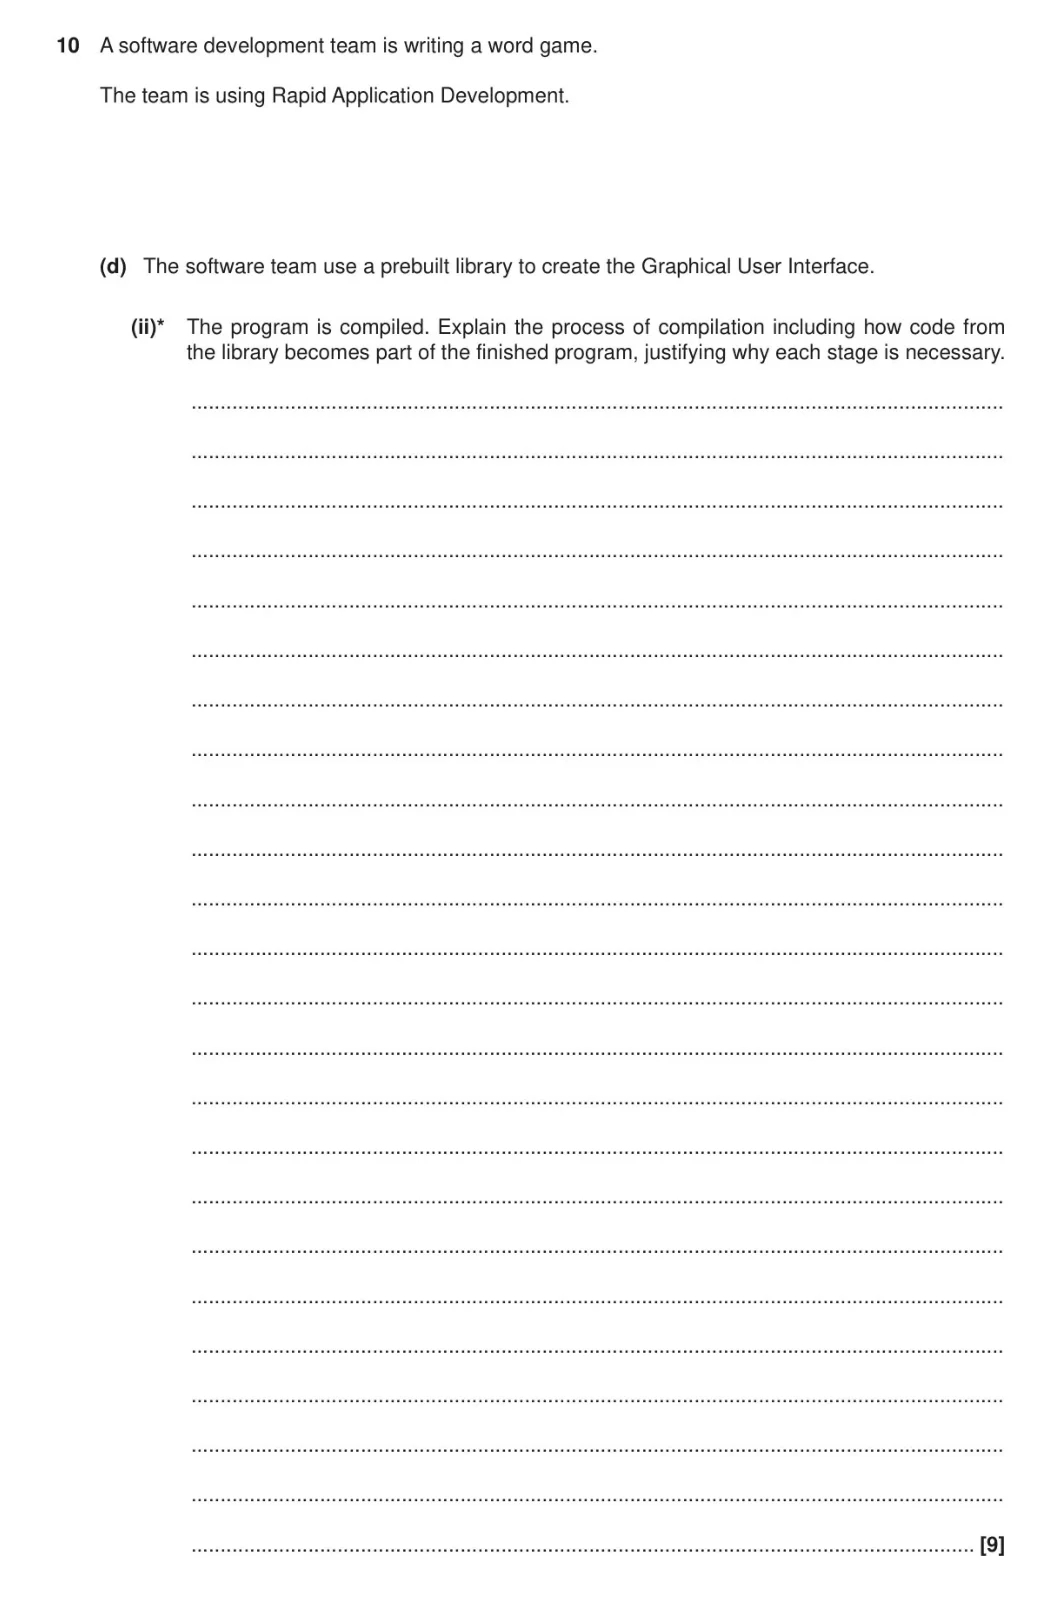 10 A software development team is writing a word game.
The team is using Rapid Application Development.
(d) The software team use a prebuilt library to create the Graphical User Interface.
(ii)* The program is compiled. Explain the process of compilation including how code from
the library becomes part of the finished program, justifying why each stage is necessary.
[9]